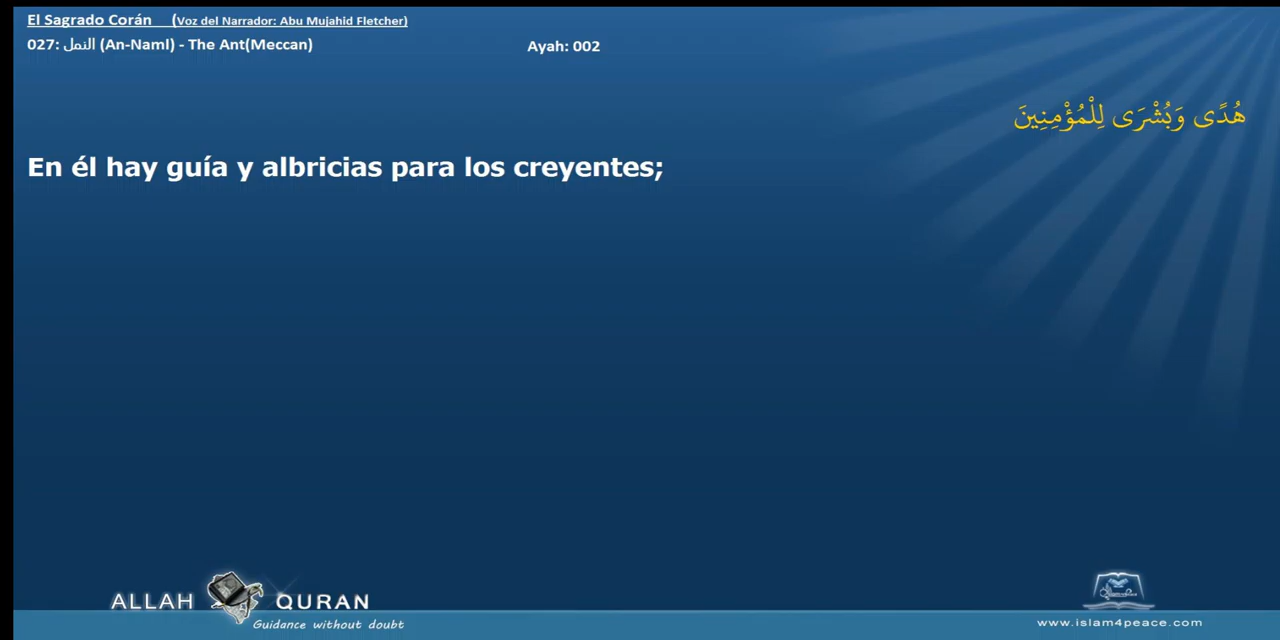 El Sagrado Corán (Voz del Narrador: Abu Mujahid Fletcher)
027: النمل (An-Naml) - The Ant(Meccan) Ayah: 002
هُدًى وَبُشْرَى لِلْمُؤْمِنِينَ
En él hay guía y albricias para los creyentes;
ALLAH QURAN
Guidance without doubt
www.islam4peace.com